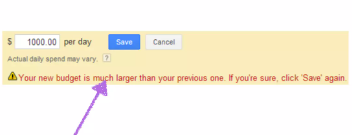 $ 1000.00 per day Save Cancel
Actual daily spend may vary. ?
Your new budget is much larger than your previous one. If you're sure, click 'Save' again.